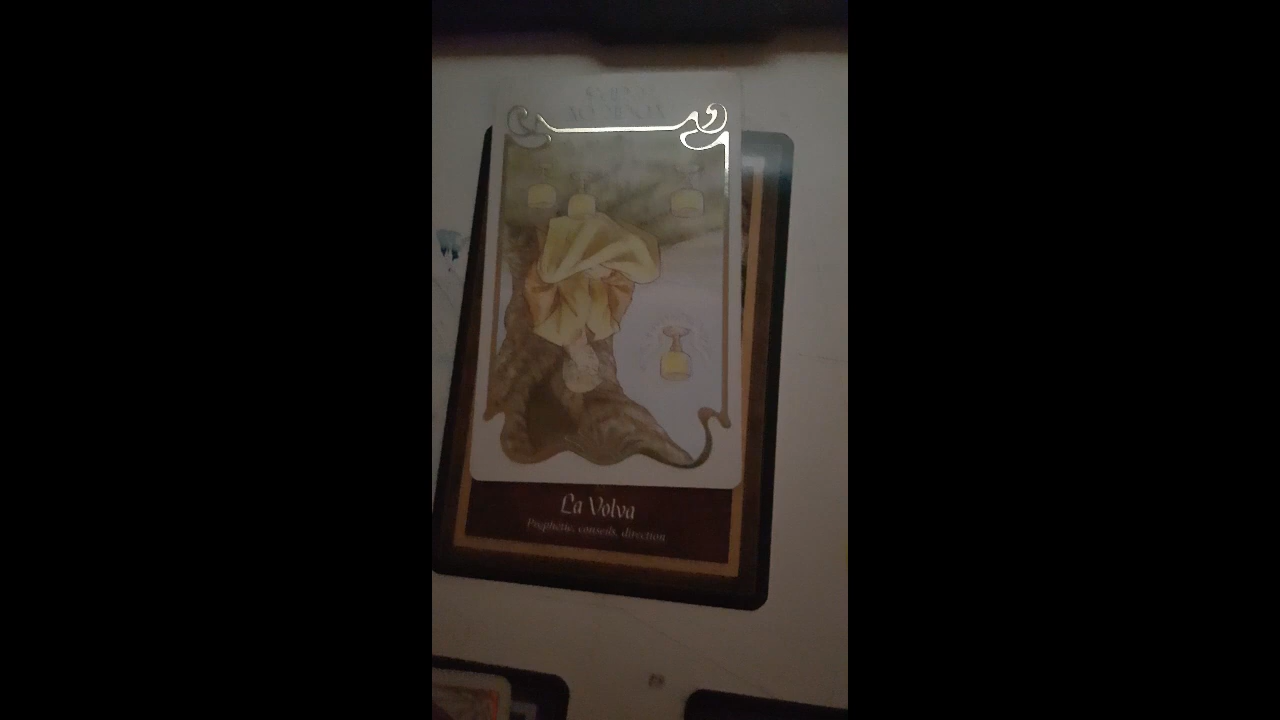 La Volva
Prophétie, conseils, direction